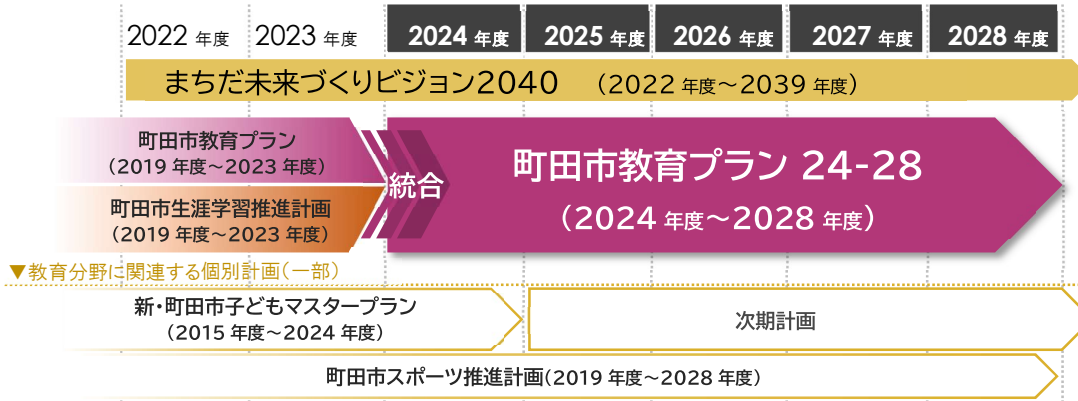 2022 年度 2023 年度 2024 年度 2025 年度 2026 年度 2027 年度 2028 年度
まちだ未来づくりビジョン2040 (2022 年度~2039 年度)
町田市教育プラン
(2019 年度~2023 年度)
町田市生涯学習推進計画
(2019 年度~2023 年度)
統合
町田市教育プラン 24-28
(2024 年度~2028 年度)
▼教育分野に関連する個別計画(一部)
新・町田市子どもマスタープラン
(2015 年度~2024 年度)
次期計画
町田市スポーツ推進計画(2019 年度~2028 年度)